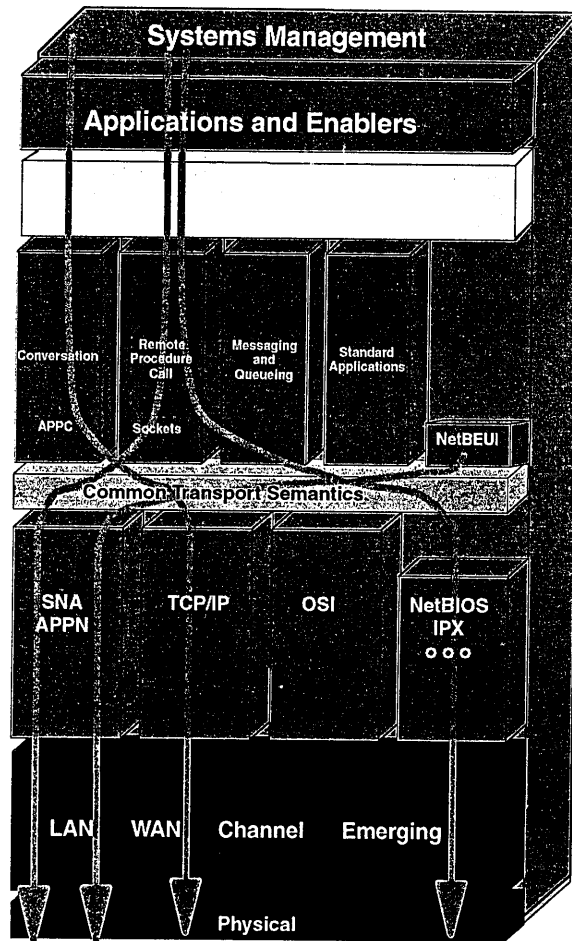 Systems Management
Applications and Enablers
Conversation
Remote
Procedure
Call
Messaging
and
Queueing
Standard
Applications
APPC
Sockets
NetBEUI
Common Transport Semantics
SNA
APPN
TCP/IP
OSI
NetBIOS
IPX
LAN WAN Channel Emerging
Physical